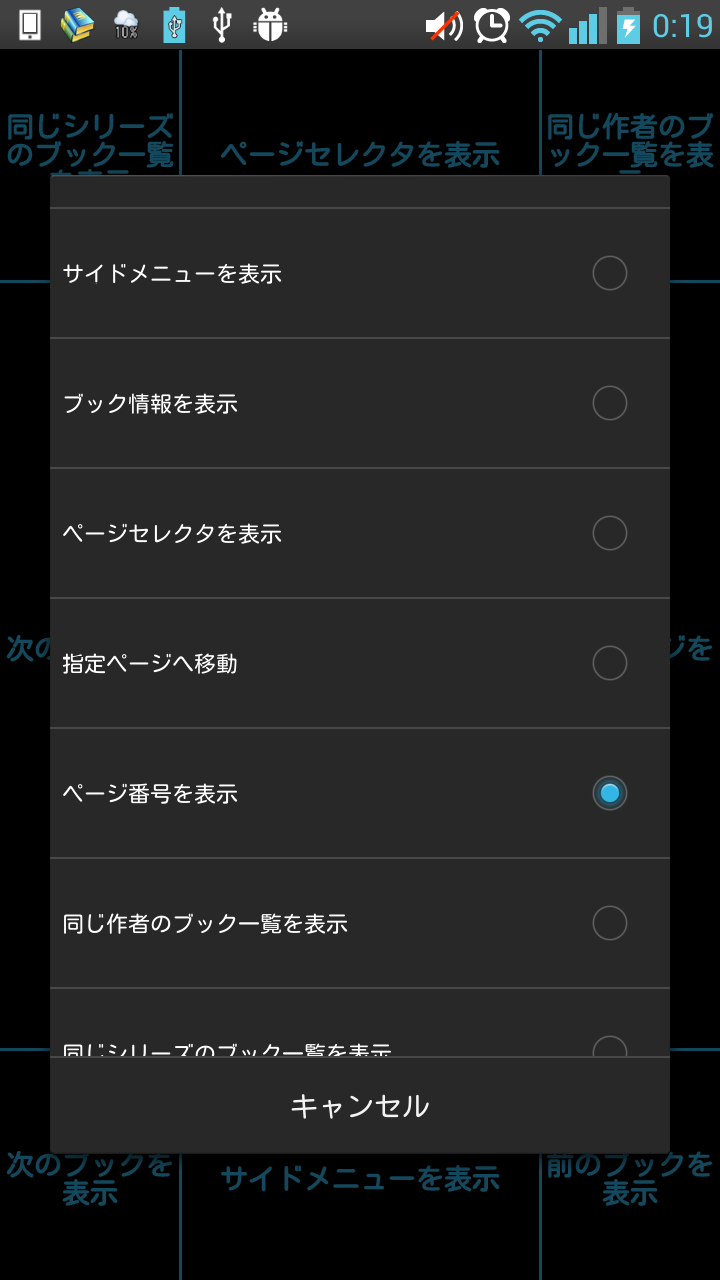 10%
0:19
同じシリーズ
のブック一覧
ページセレクタを表示
同じ作者のブ
ック一覧を表
サイドメニューを表示
ブック情報を表示
ページセレクタを表示
指定ページへ移動
次の
ジを
ページ番号を表示
同じ作者のブック一覧を表示
同じシリーズのブック一覧を表示
キャンセル
次のブックを
表示
サイドメニューを表示
前のブックを
表示